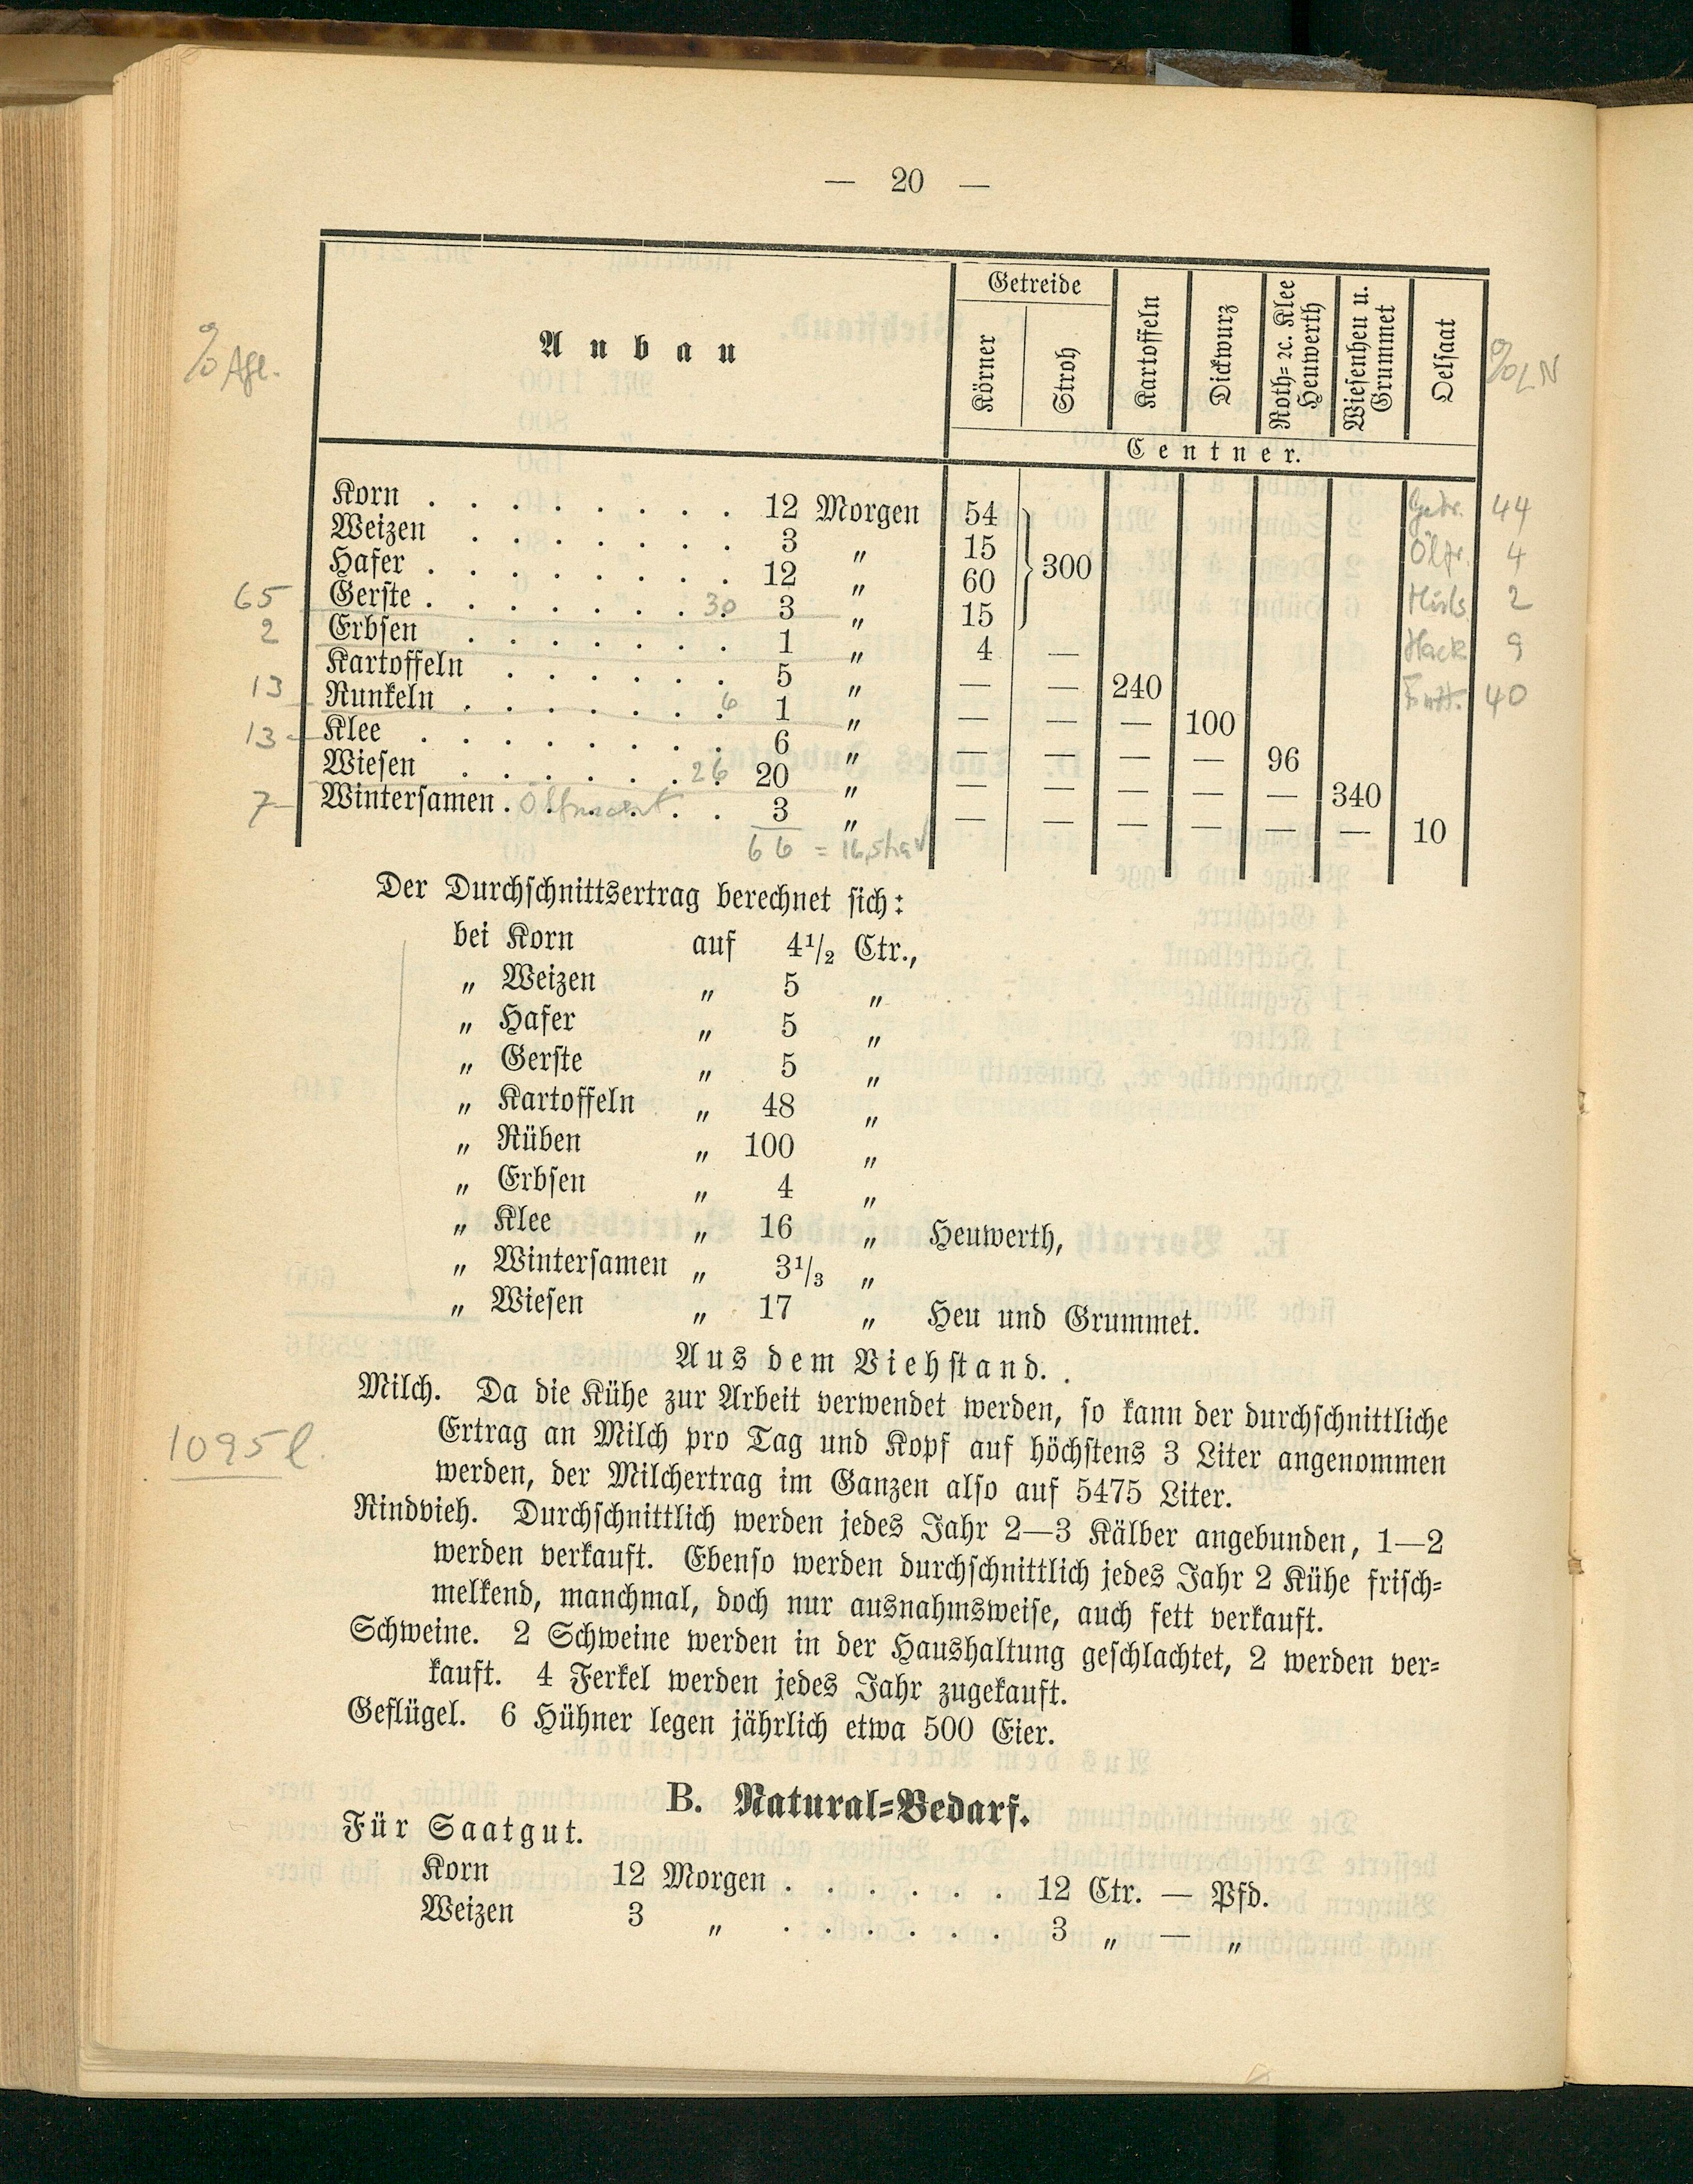 — 20 —
Anbau
Getreide
Körner
Stroh
Kartoffeln
Dickwurz
Roth= ꝛc. Klee
Heuwerth
Wiesenheu u.
Grummet
Oelsaat
Centner.
% LN
Korn . . . . . . . . 12 Morgen 54 Getr. 44
Weizen . . . . . . . 3 „ 15 Ölfr. 4
Hafer . . . . . . . . 12 „ 60 300
65 Gerste . . . . . . . 30 3 „ 15 2
2 Erbsen . . . . . . . 1 „ 4 — Hack 9
Kartoffeln . . . . . . 5 „ — — 240 Futt. 40
13 Runkeln . . . . . . . 6 1 „ — — — 100
13 Klee . . . . . . . . 6 „ — — — — 96
Wiesen . . . . . . . 26 20 „ — — — — — 340
7 Wintersamen . . . . . . 3 „ — — — — — — 10
66 = 16,5ha
Der Durchschnittsertrag berechnet sich:
bei Korn auf 4 1/2 Ctr.,
„ Weizen „ 5 „
„ Hafer „ 5 „
„ Gerste „ 5 „
„ Kartoffeln „ 48 „
„ Rüben „ 100 „
„ Erbsen „ 4 „
„ Klee „ 16 „ Heuwerth,
„ Wintersamen „ 3 1/3 „
„ Wiesen „ 17 „ Heu und Grummet.
Aus dem Viehstand.
Milch. Da die Kühe zur Arbeit verwendet werden, so kann der durchschnittliche
Ertrag an Milch pro Tag und Kopf auf höchstens 3 Liter angenommen
1095 l.
werden, der Milchertrag im Ganzen also auf 5475 Liter.
Rindvieh. Durchschnittlich werden jedes Jahr 2—3 Kälber angebunden, 1—2
werden verkauft. Ebenso werden durchschnittlich jedes Jahr 2 Kühe frisch=
melkend, manchmal, doch nur ausnahmsweise, auch fett verkauft.
Schweine. 2 Schweine werden in der Haushaltung geschlachtet, 2 werden ver=
kauft. 4 Ferkel werden jedes Jahr zugekauft.
Geflügel. 6 Hühner legen jährlich etwa 500 Eier.
B. Natural=Bedarf.
Für Saatgut.
Korn 12 Morgen . . . . . . 12 Ctr. — Pfd.
Weizen 3 „ . . . . . . 3 „ — „